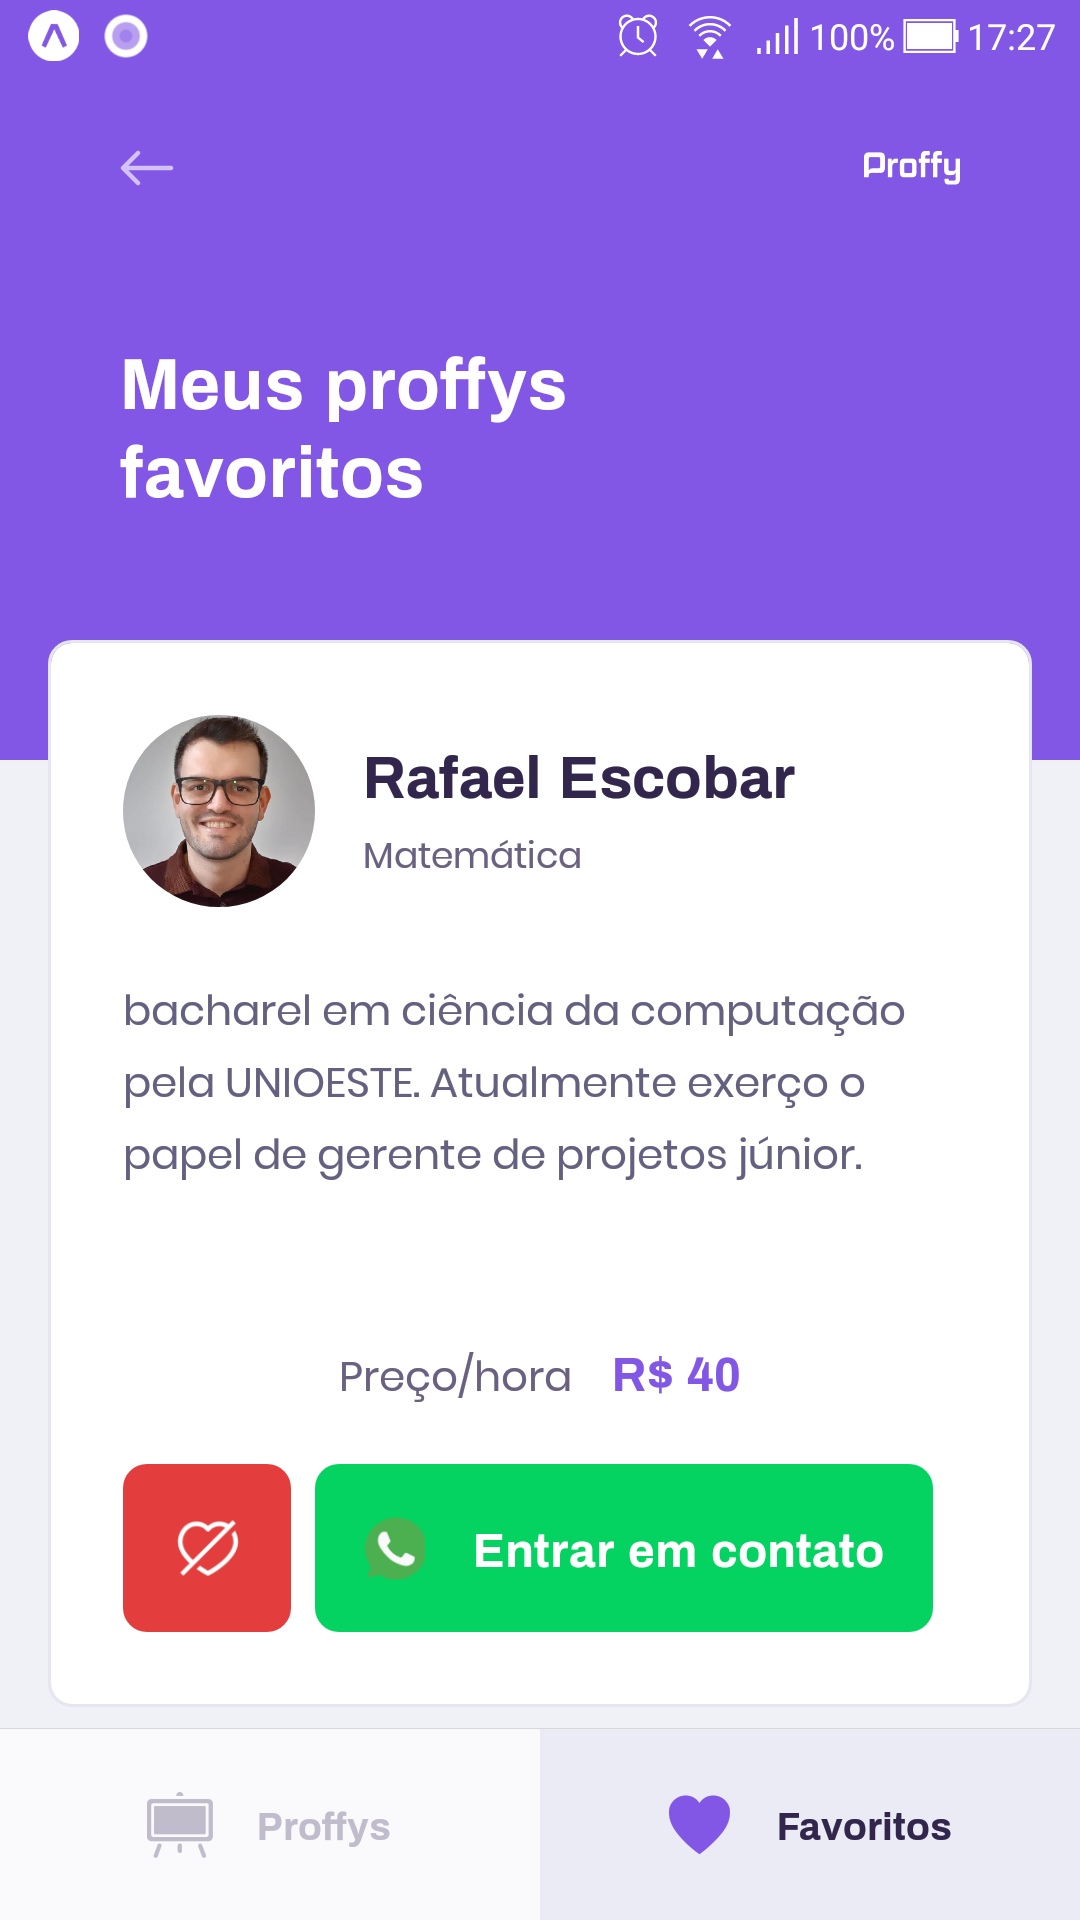 100% 17:27
Proffy
Meus proffys
favoritos
Rafael Escobar
Matemática
bacharel em ciência da computação
pela UNIOESTE. Atualmente exerço o
papel de gerente de projetos júnior.
Preço/hora R$ 40
Entrar em contato
Proffys
Favoritos